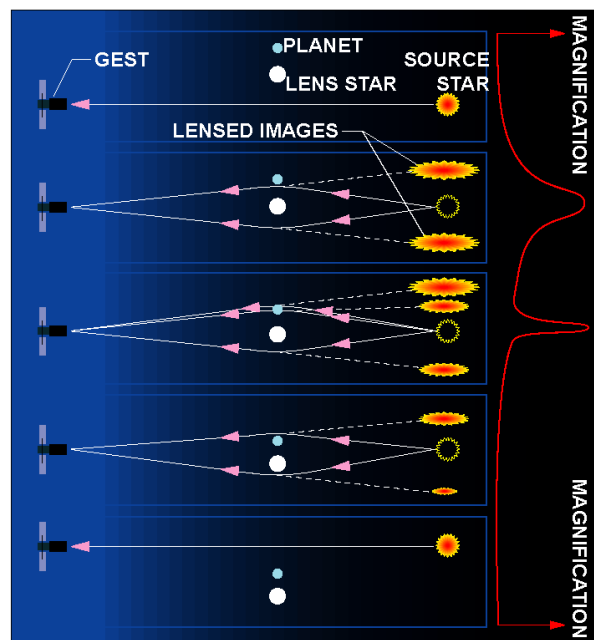 PLANET
GEST
SOURCE
STAR
LENS STAR
LENSED IMAGES
MAGNIFICATION
MAGNIFICATION